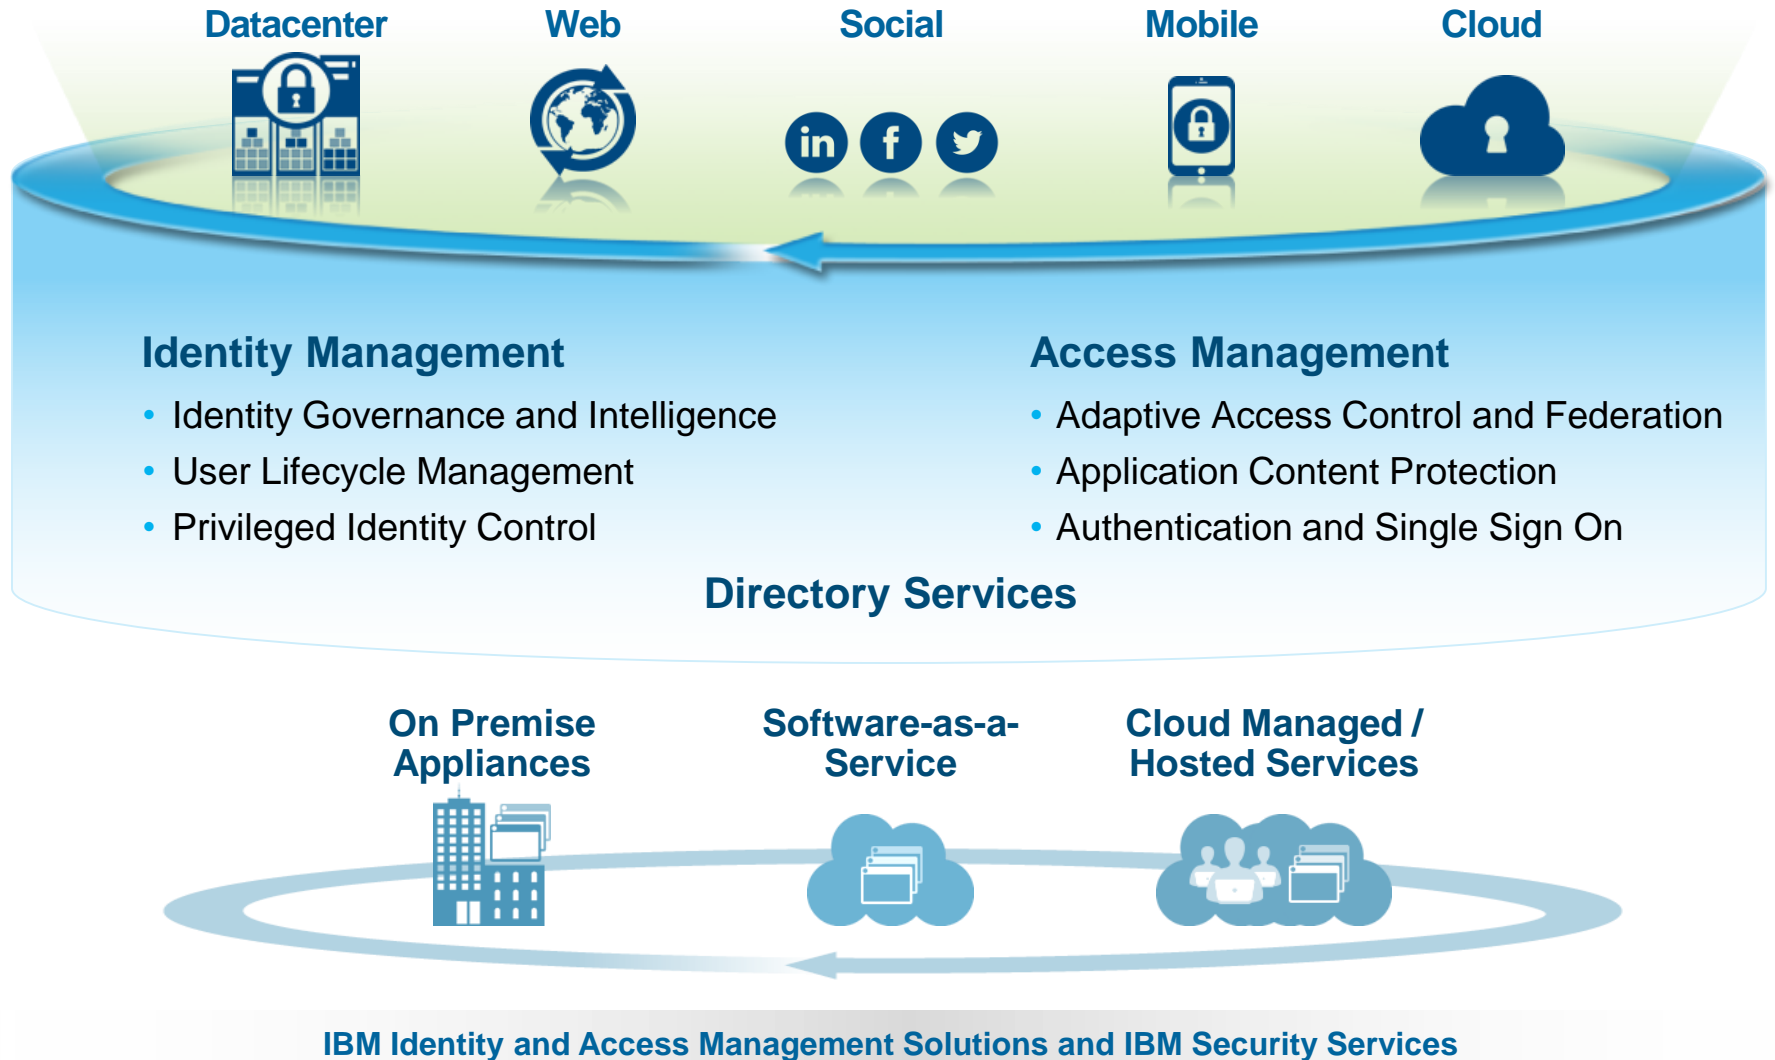 Datacenter
Web
Social
Mobile
Cloud
in f
Identity Management
• Identity Governance and Intelligence
• User Lifecycle Management
• Privileged Identity Control
Access Management
• Adaptive Access Control and Federation
• Application Content Protection
• Authentication and Single Sign On
Directory Services
On Premise
Appliances
Software-as-a-
Service
Cloud Managed /
Hosted Services
IBM Identity and Access Management Solutions and IBM Security Services